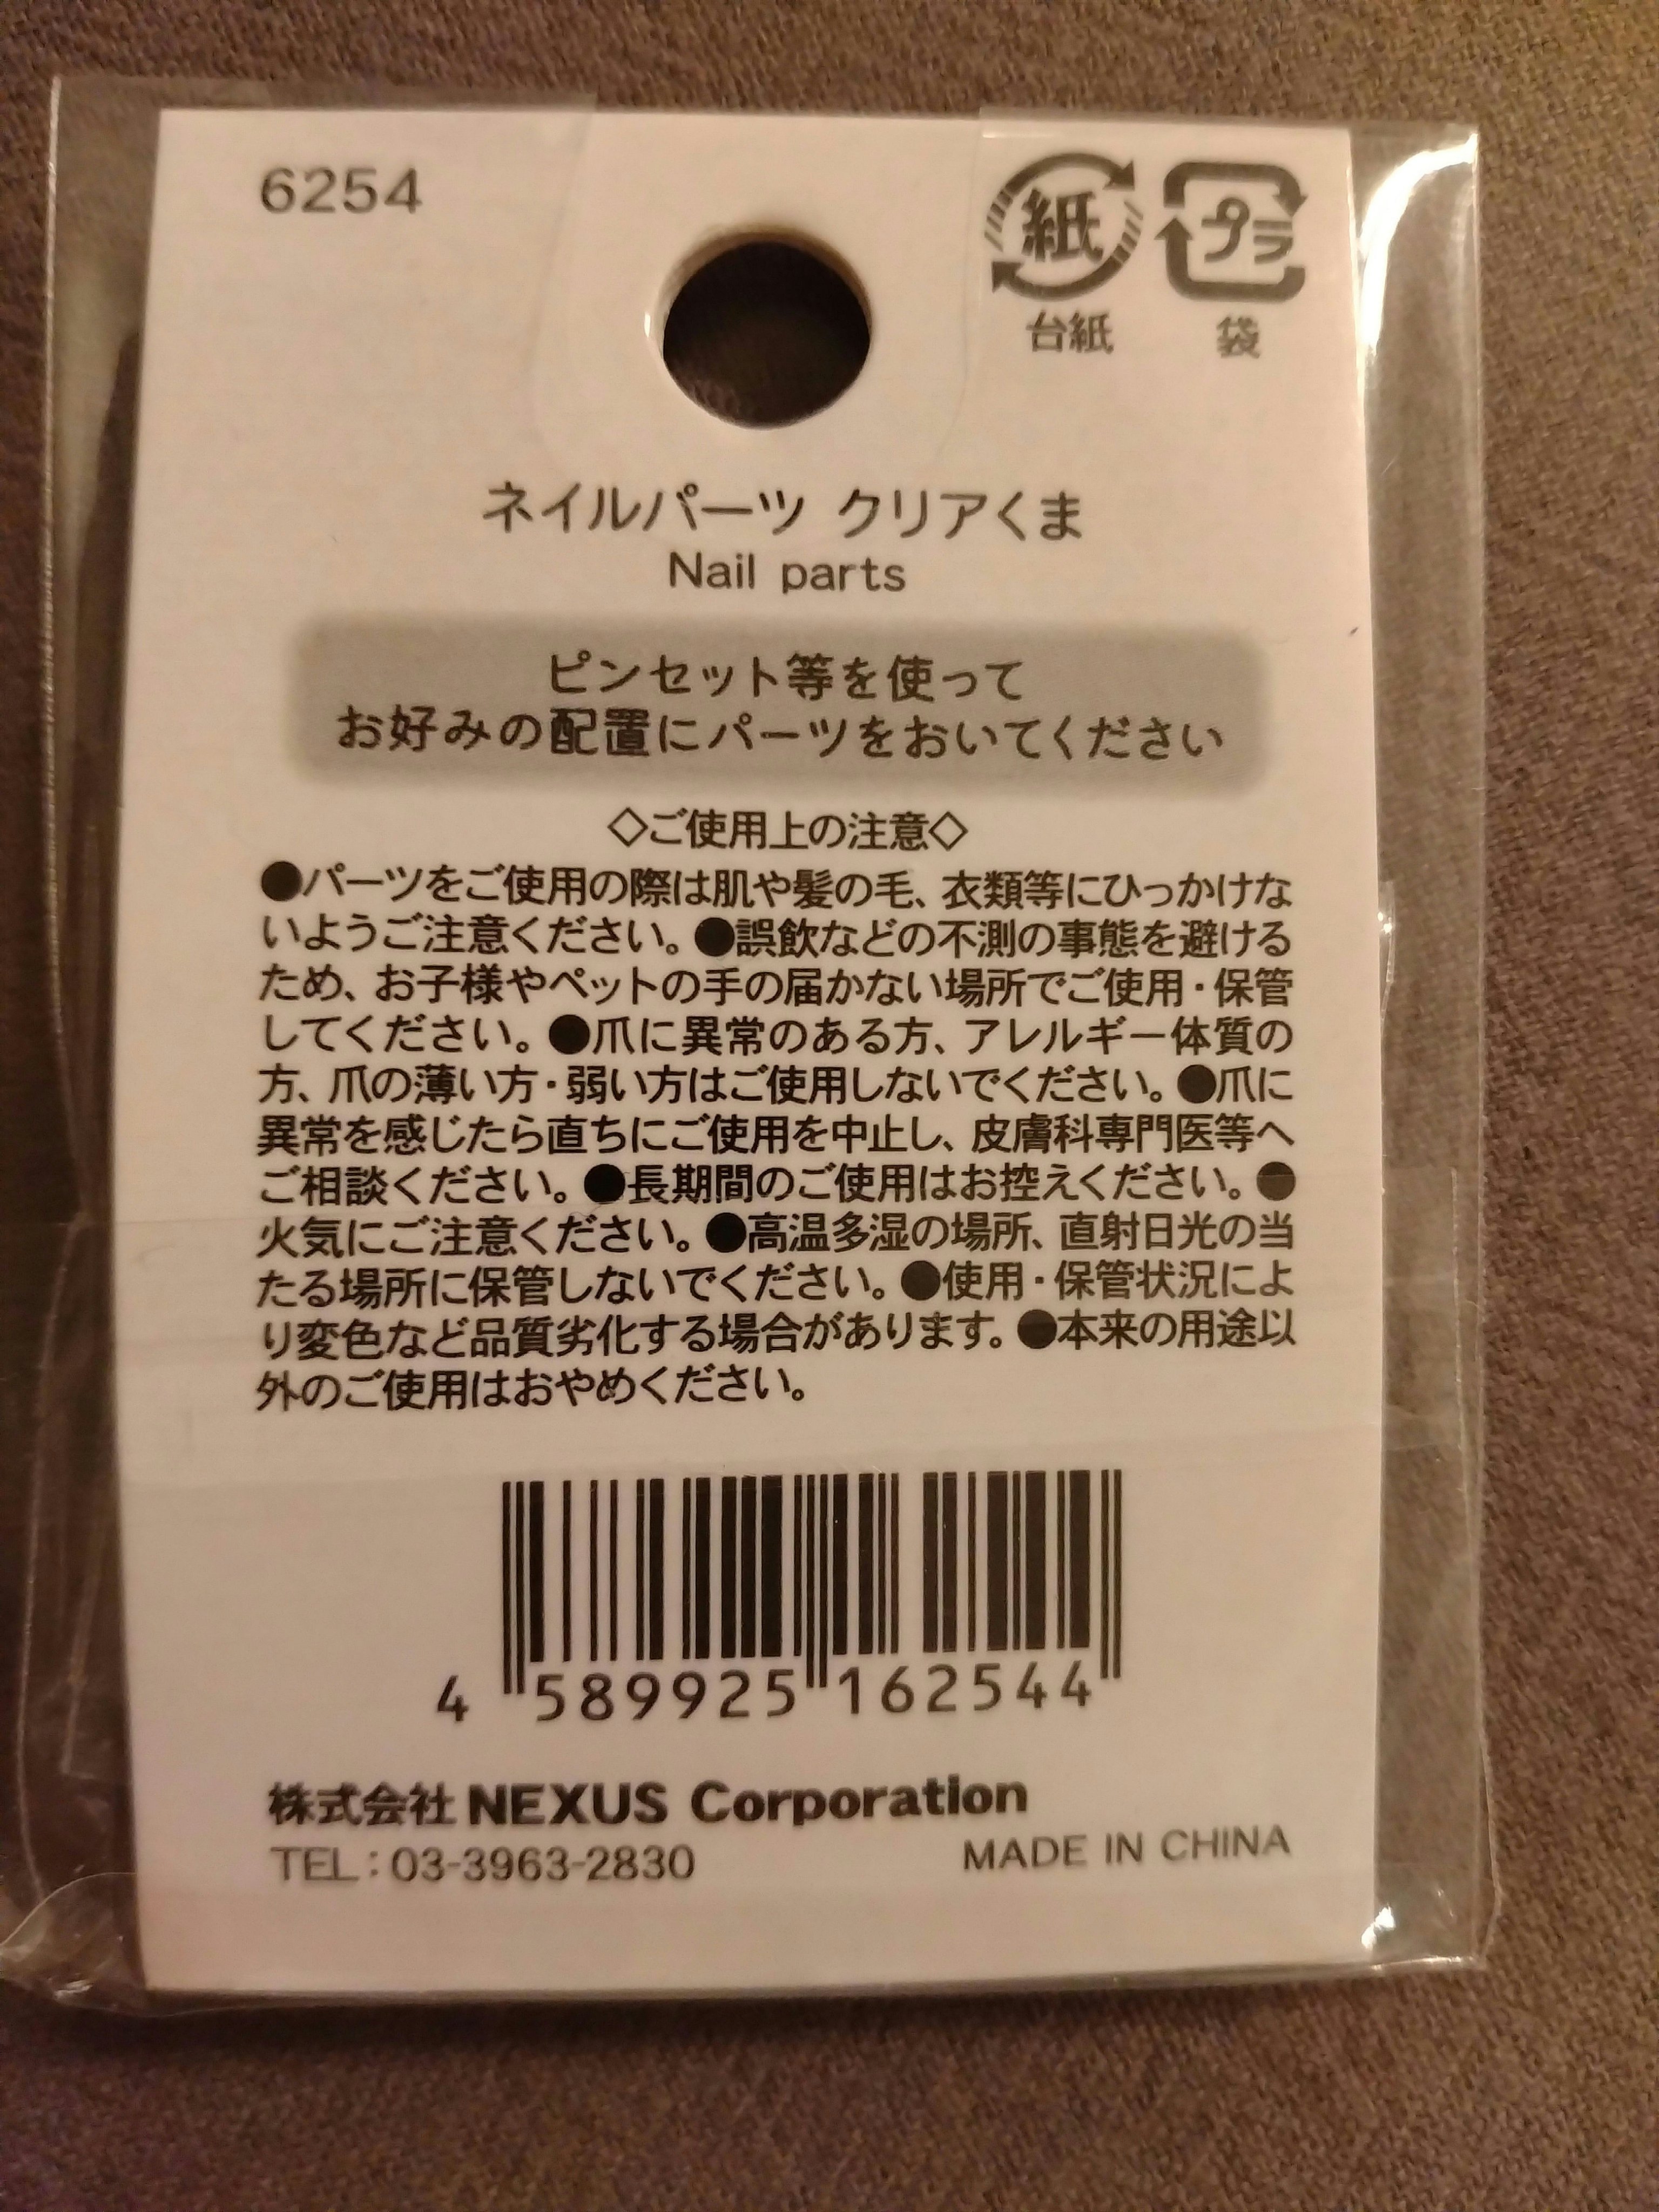 6254
紙 プラ
台紙 袋
ネイルパーツ クリアくま
Nail parts
ピンセット等を使って
お好みの配置にパーツをおいてください
◇ご使用上の注意◇
●パーツをご使用の際は肌や髪の毛、衣類等にひっかけな
いようご注意ください。●誤飲などの不測の事態を避ける
ため、お子様やペットの手の届かない場所でご使用・保管
してください。●爪に異常のある方、アレルギー体質の
方、爪の薄い方・弱い方はご使用しないでください。●爪に
異常を感じたら直ちにご使用を中止し、皮膚科専門医等へ
ご相談ください。●長期間のご使用はお控えください。●
火気にご注意ください。●高温多湿の場所、直射日光の当
たる場所に保管しないでください。●使用・保管状況によ
り変色など品質劣化する場合があります。●本来の用途以
外のご使用はおやめください。
4 589925 162544
株式会社 NEXUS Corporation
TEL：03-3963-2830 MADE IN CHINA